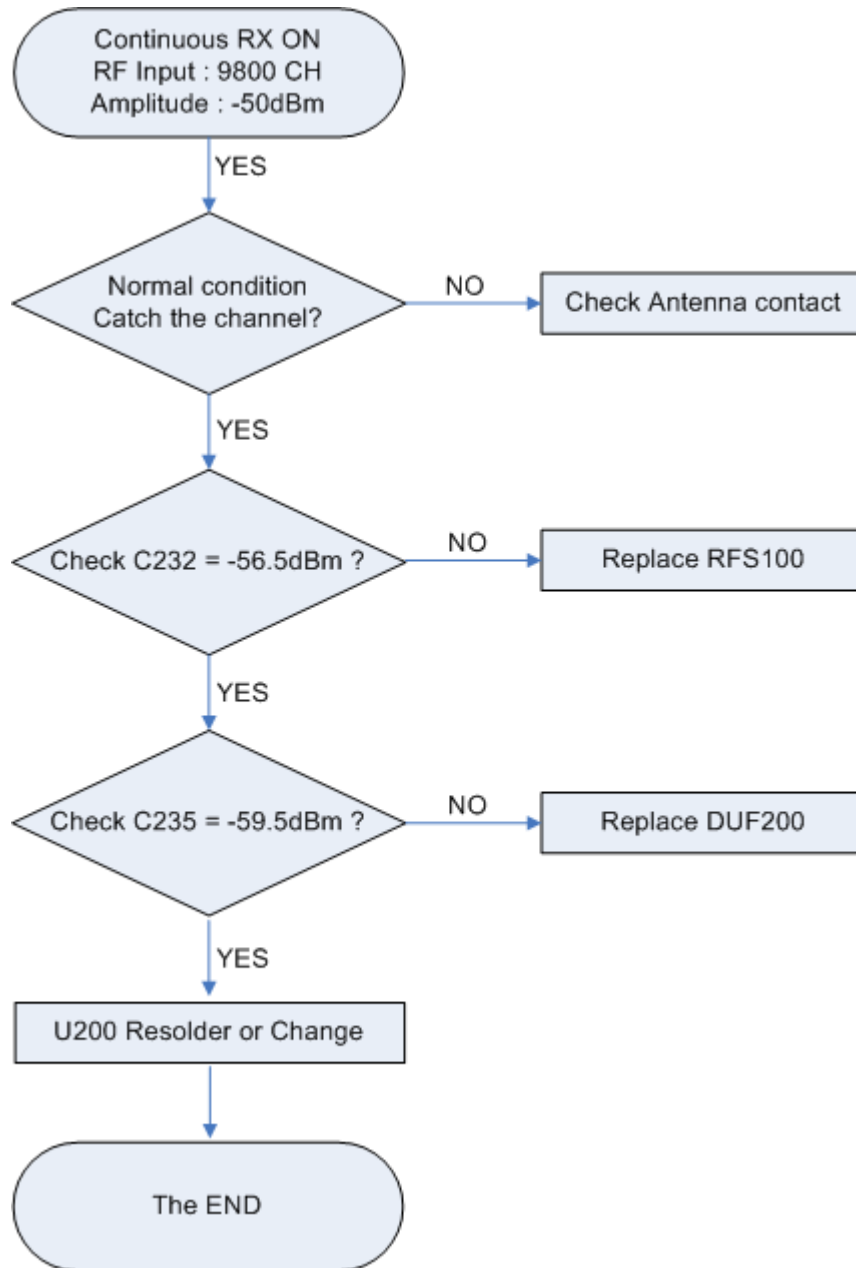 Continuous RX ON
RF Input : 9800 CH
Amplitude : -50dBm
YES
Normal condition
Catch the channel?
NO
Check Antenna contact
YES
Check C232 = -56.5dBm ?
NO
Replace RFS100
YES
Check C235 = -59.5dBm ?
NO
Replace DUF200
YES
U200 Resolder or Change
The END